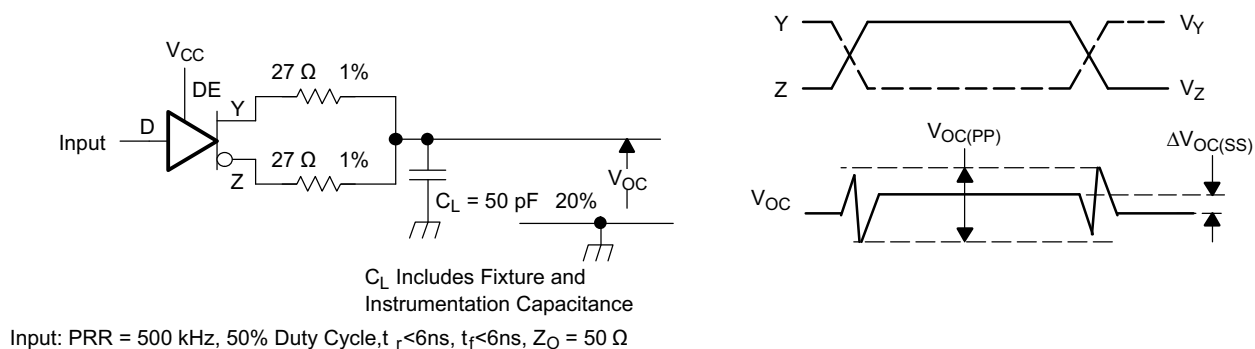 VCC
DE
27 Ω 1%
Y
D
Input
27 Ω 1%
Z
VOC
CL = 50 pF 20%
CL Includes Fixture and
Instrumentation Capacitance
Input: PRR = 500 kHz, 50% Duty Cycle,t r<6ns, tf<6ns, ZO = 50 Ω
Y
VY
Z
VZ
VOC(PP)
ΔVOC(SS)
VOC